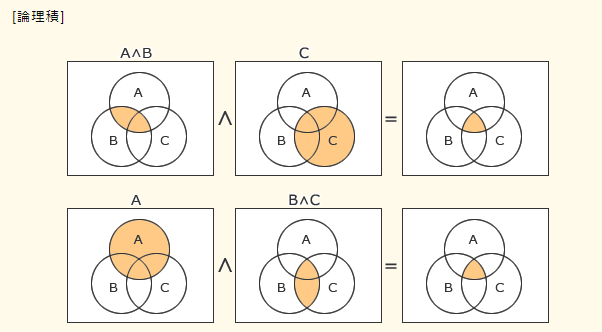 [論理積]
A∧B C
A A A
∧ =
B C B C B C
A B∧C
A A A
∧ =
B C B C B C